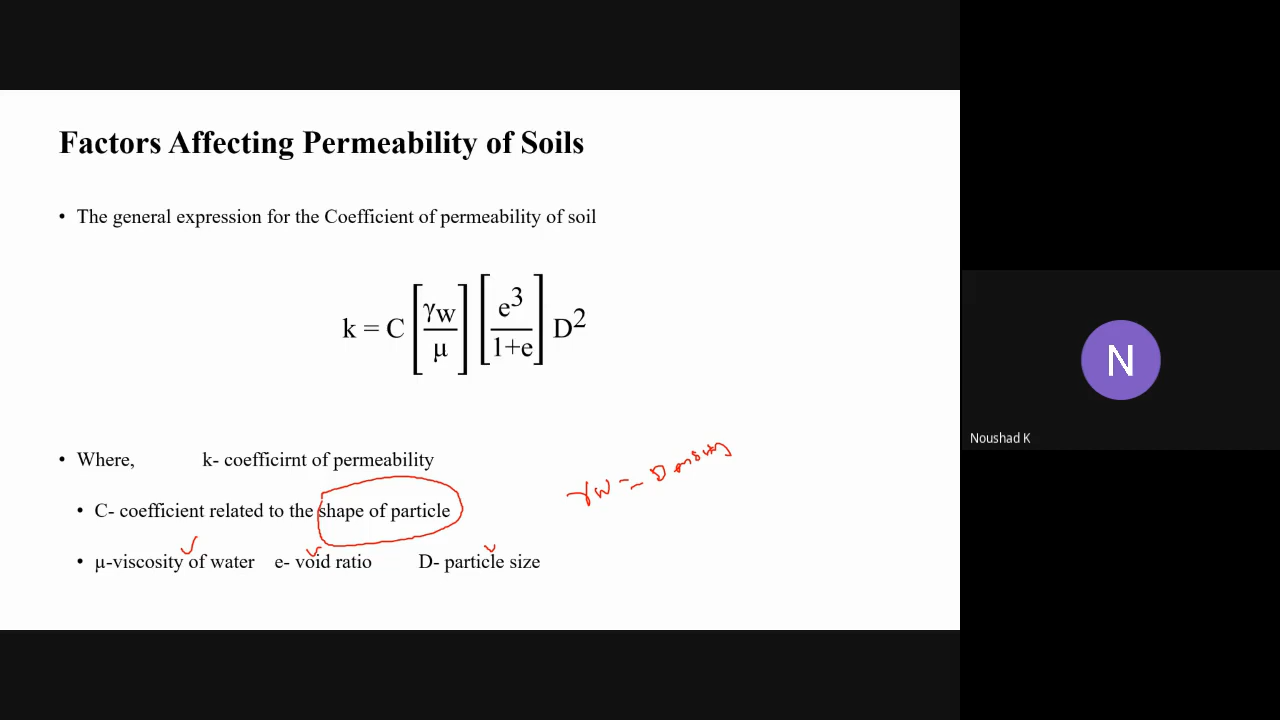 Factors Affecting Permeability of Soils
• The general expression for the Coefficient of permeability of soil
k = C [γw/μ] [e³/1+e] D²
• Where, k- coefficirnt of permeability
γw = Density
• C- coefficient related to the shape of particle
• μ-viscosity of water e- void ratio D- particle size
N
Noushad K